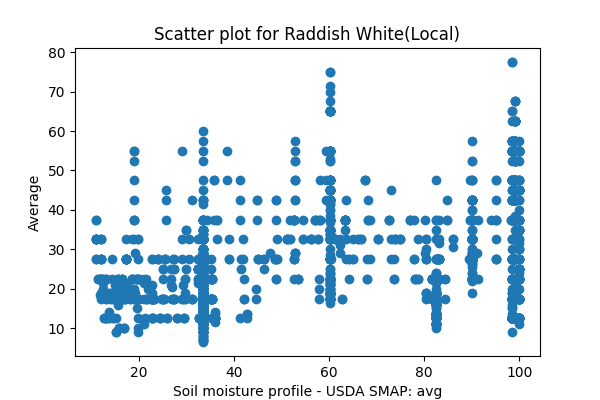 Scatter plot for Raddish White(Local)
80
70
60
50
40
30
20
10
Average
20 40 60 80 100
Soil moisture profile - USDA SMAP: avg